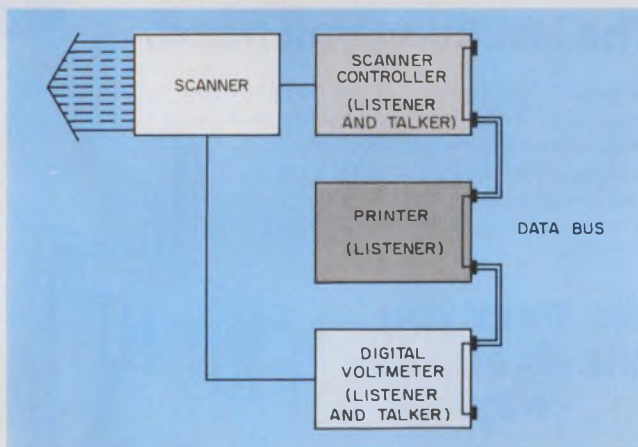 SCANNER
SCANNER
CONTROLLER
(LISTENER
AND TALKER)
PRINTER
(LISTENER)
DATA BUS
DIGITAL
VOLTMETER
(LISTENER
AND TALKER)